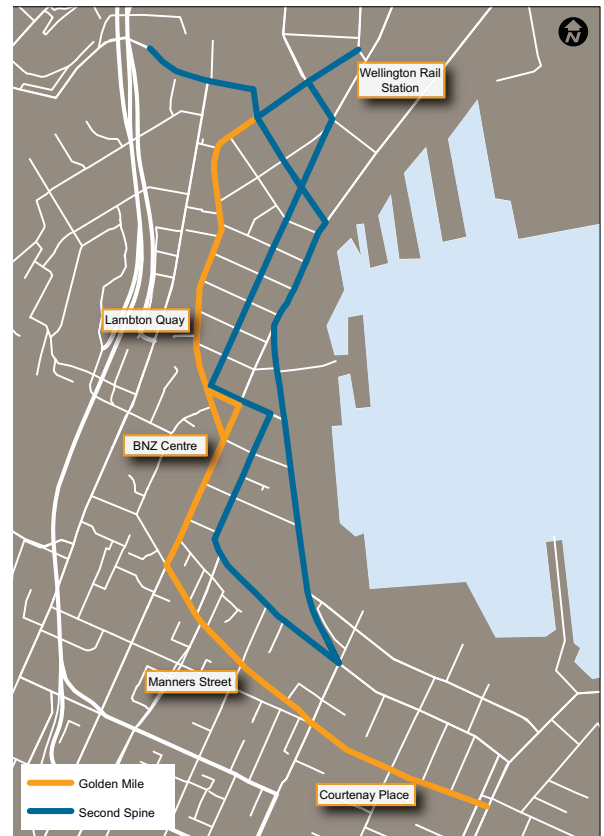 N
Wellington Rail
Station
Lambton Quay
BNZ Centre
Manners Street
Courtenay Place
Golden Mile
Second Spine